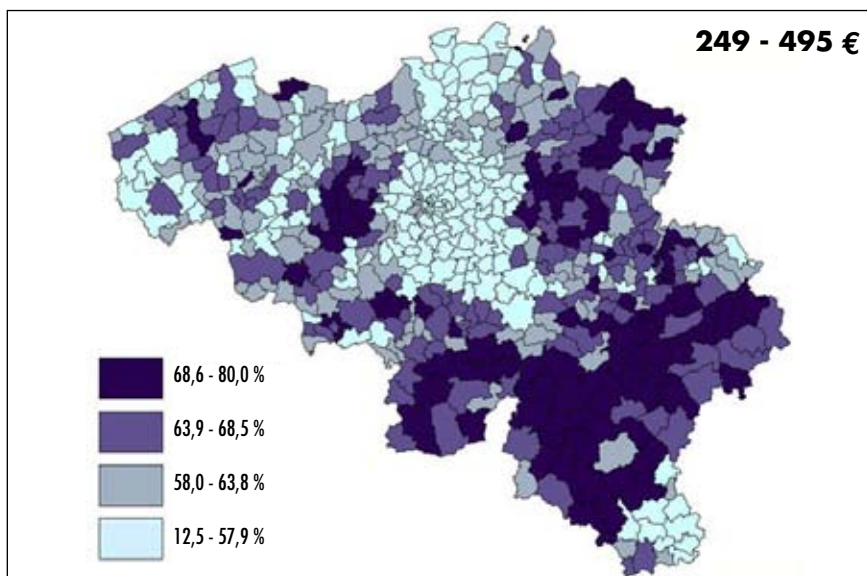 249 - 495 €
68,6 - 80,0 %
63,9 - 68,5 %
58,0 - 63,8 %
12,5 - 57,9 %